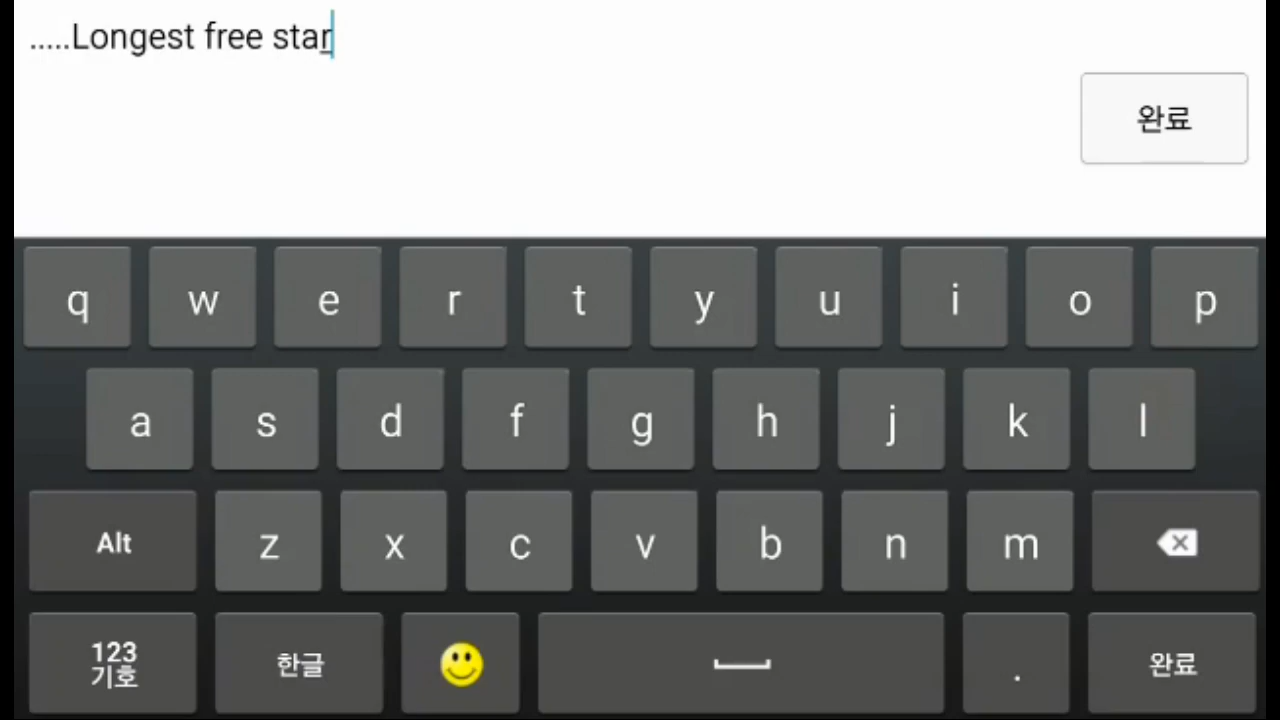 .....Longest free star
완료
q w e r t y u i o p
a s d f g h j k l
Alt z x c v b n m
123
기호 한글 . 완료